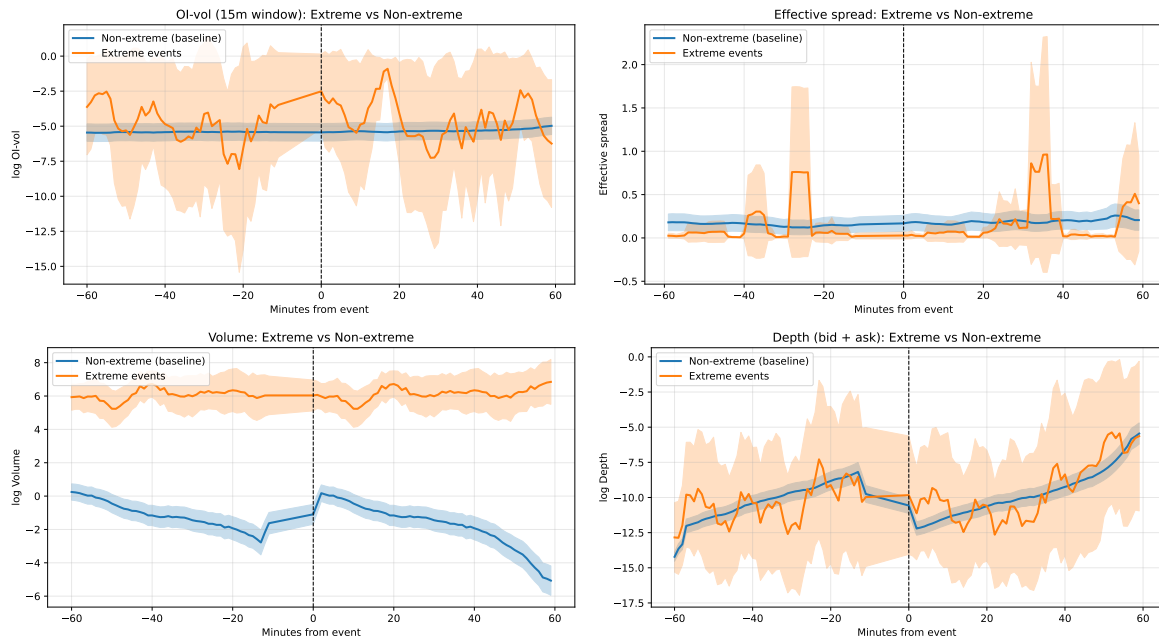 OI-vol (15m window): Extreme vs Non-extreme
Non-extreme (baseline)
Extreme events
log OI-vol
0.0
−2.5
−5.0
−7.5
−10.0
−12.5
−15.0
−60
−40
−20
0
20
40
60
Minutes from event
Effective spread: Extreme vs Non-extreme
Non-extreme (baseline)
Extreme events
Effective spread
2.0
1.5
1.0
0.5
0.0
−0.5
−60
−40
−20
0
20
40
60
Minutes from event
Volume: Extreme vs Non-extreme
Non-extreme (baseline)
Extreme events
log Volume
8
6
4
2
0
−2
−4
−6
−60
−40
−20
0
20
40
60
Minutes from event
Depth (bid + ask): Extreme vs Non-extreme
Non-extreme (baseline)
Extreme events
log Depth
0.0
−2.5
−5.0
−7.5
−10.0
−12.5
−15.0
−17.5
−60
−40
−20
0
20
40
60
Minutes from event